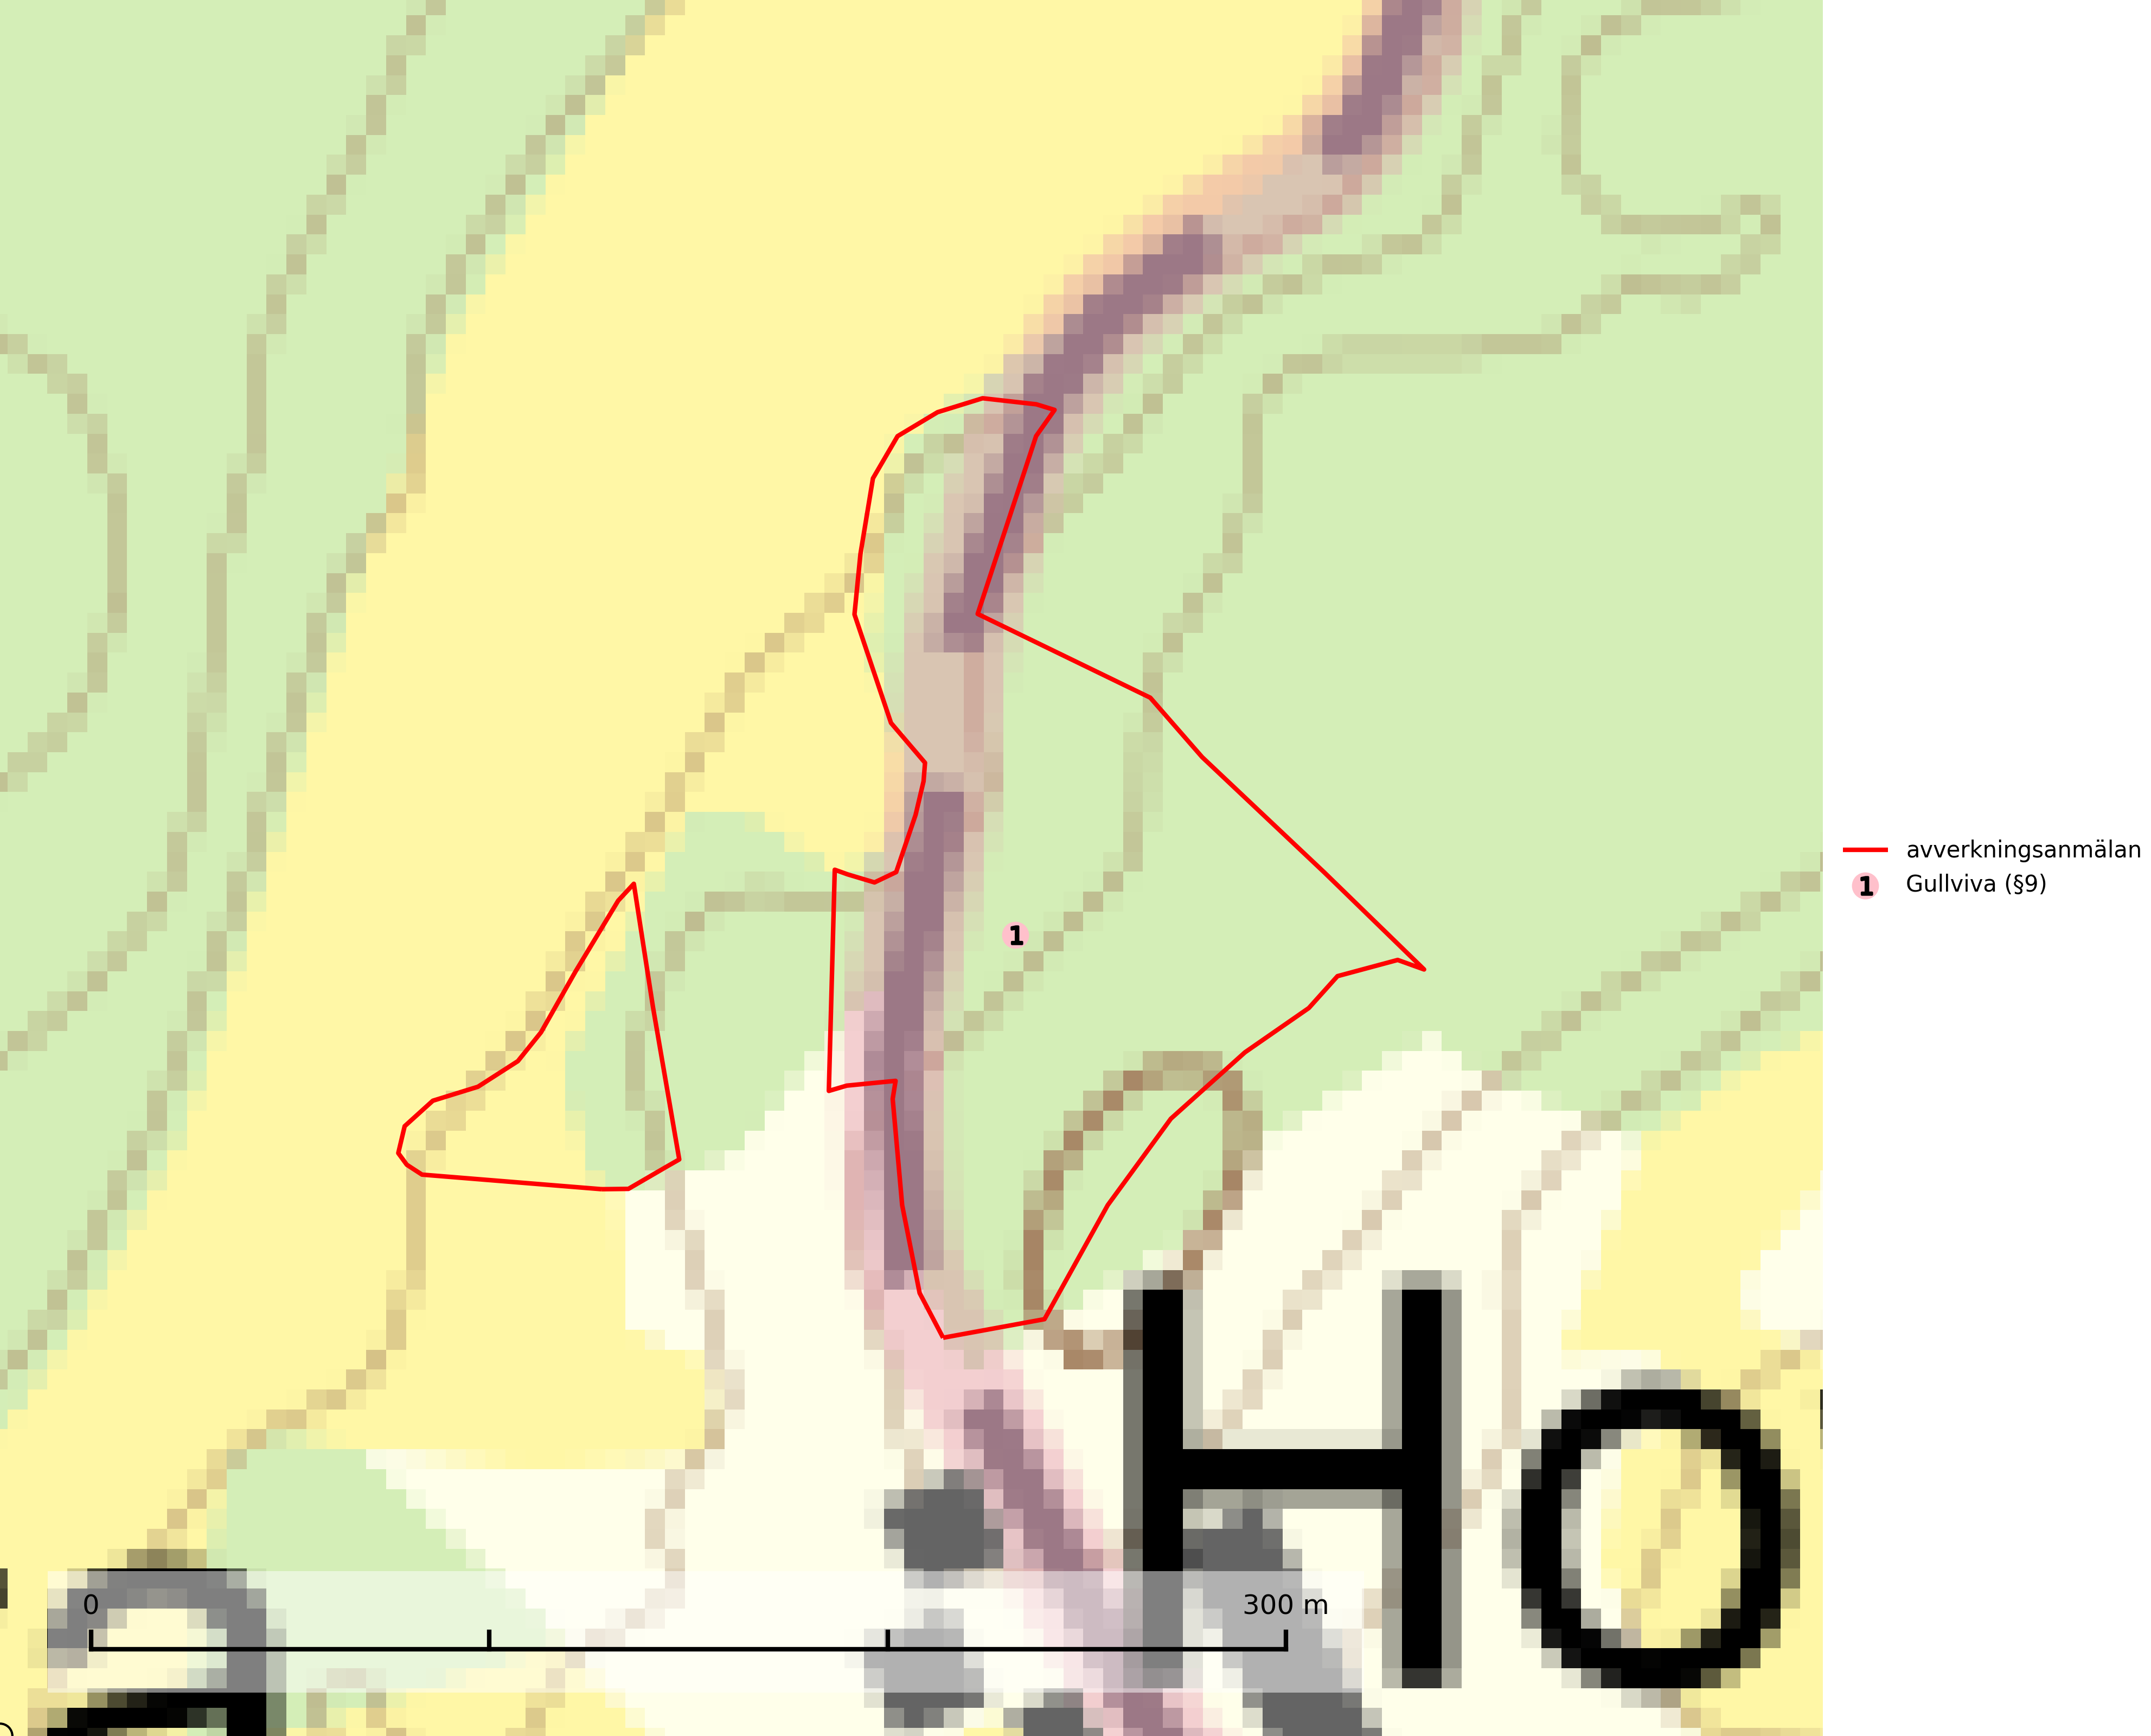 1
Ho
0
300 m
avverkningsanmälan
1 Gullviva (§9)